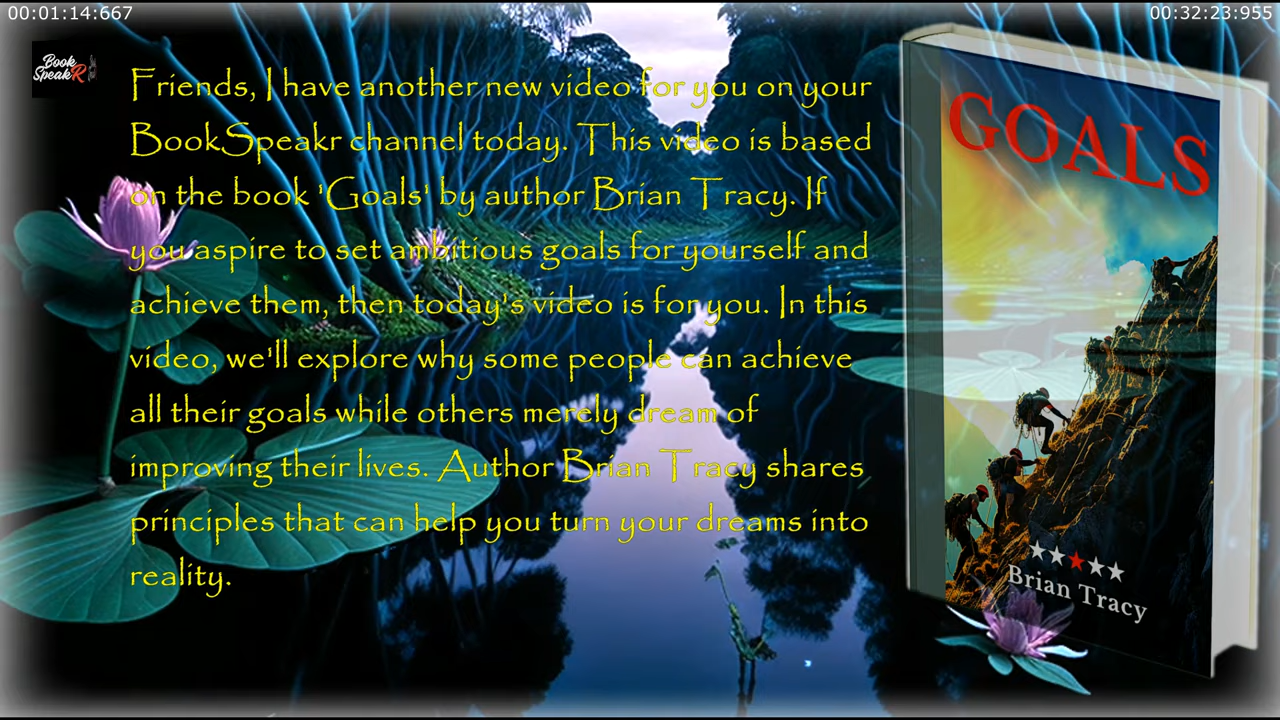 00:01:14:667
00:32:23:955
Book
SpeakR
Friends, I have another new video for you on your
BookSpeakr channel today. This video is based
on the book 'Goals' by author Brian Tracy. If
you aspire to set ambitious goals for yourself and
achieve them, then today's video is for you. In this
video, we'll explore why some people can achieve
all their goals while others merely dream of
improving their lives. Author Brian Tracy shares
principles that can help you turn your dreams into
reality.
GOALS
Brian Tracy